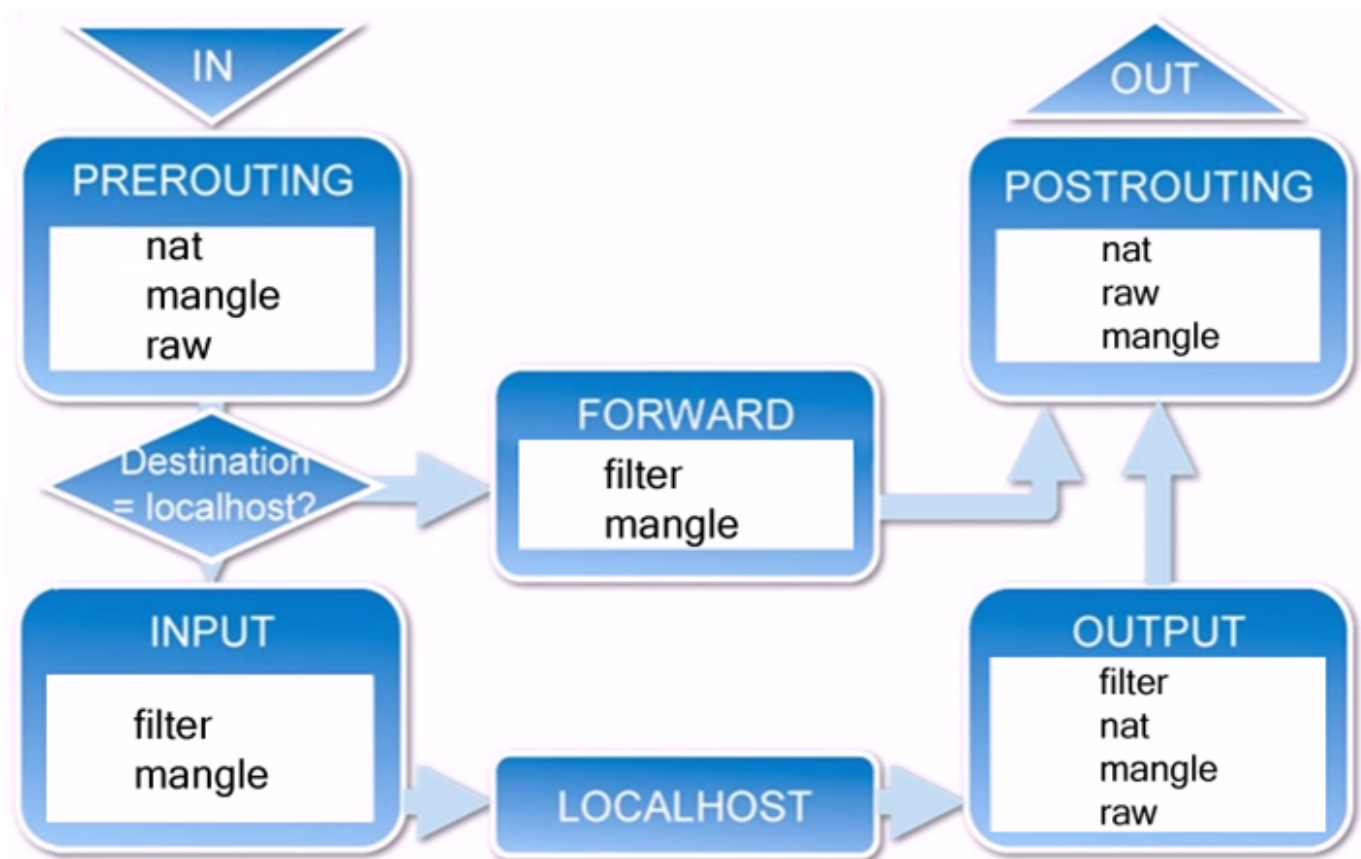 IN
PREROUTING
nat
mangle
raw
Destination
= localhost?
INPUT
filter
mangle
FORWARD
filter
mangle
LOCALHOST
OUT
POSTROUTING
nat
raw
mangle
OUTPUT
filter
nat
mangle
raw